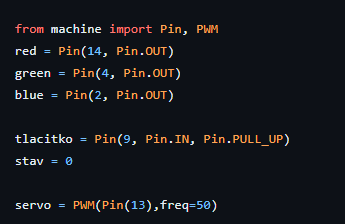 from machine import Pin, PWM
red = Pin(14, Pin.OUT)
green = Pin(4, Pin.OUT)
blue = Pin(2, Pin.OUT)
tlacitko = Pin(9, Pin.IN, Pin.PULL_UP)
stav = 0
servo = PWM(Pin(13),freq=50)